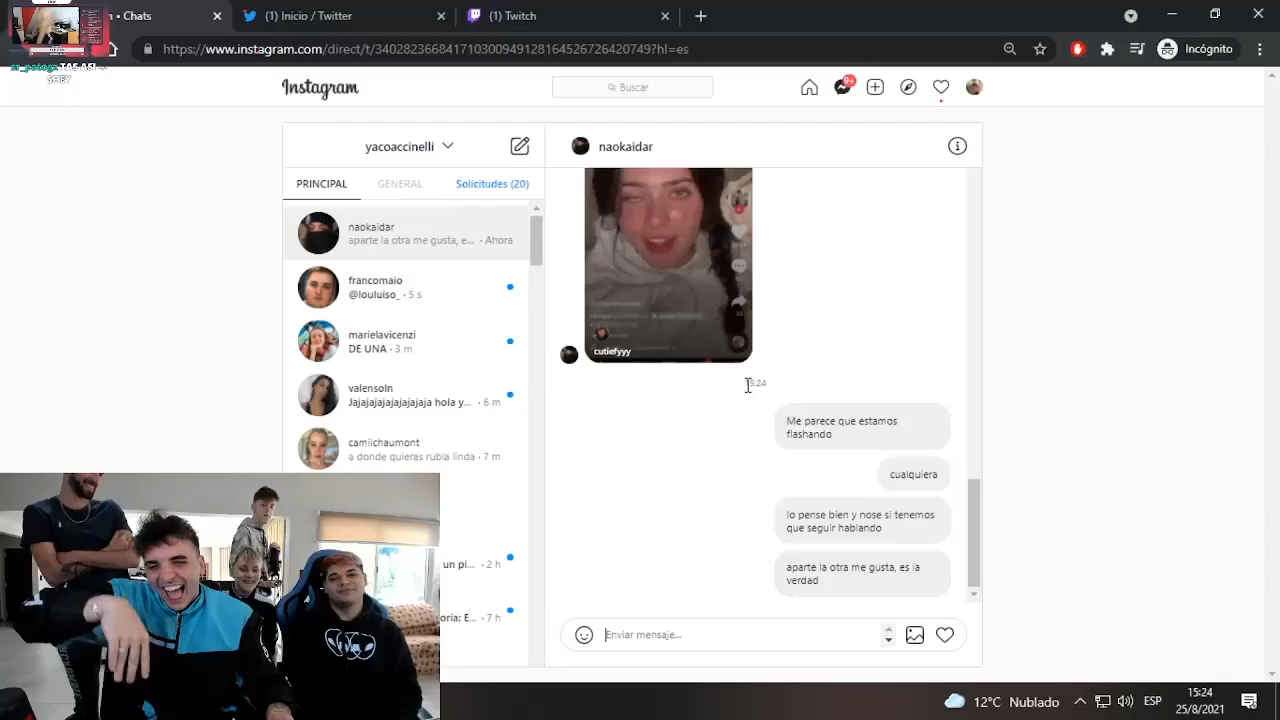 Chats
(1) Inicio / Twitter
(1) Twitch
https://www.instagram.com/direct/t/340282366841710300949128164526726420749?hl=es
Incógnito
Instagram
Buscar
9+
yacoaccinelli
naokaidar
PRINCIPAL
GENERAL
Solicitudes (20)
naokaidar
aparte la otra me gusta, e... · Ahora
francomaio
@louluiso_ · 5 s
marielavicenzi
DE UNA · 3 m
valensoln
Jajajajajajajajaja hola y... · 6 m
camiichaumont
a donde quieras rubia linda · 7 m
un pi... · 2 h
oria: E... · 7 h
cutiefyyy
15:24
Me parece que estamos
flashando
cualquiera
lo pense bien y nose si tenemos
que seguir hablando
aparte la otra me gusta, es la
verdad
Enviar mensaje...
12°C Nublado
ESP
15:24
25/8/2021